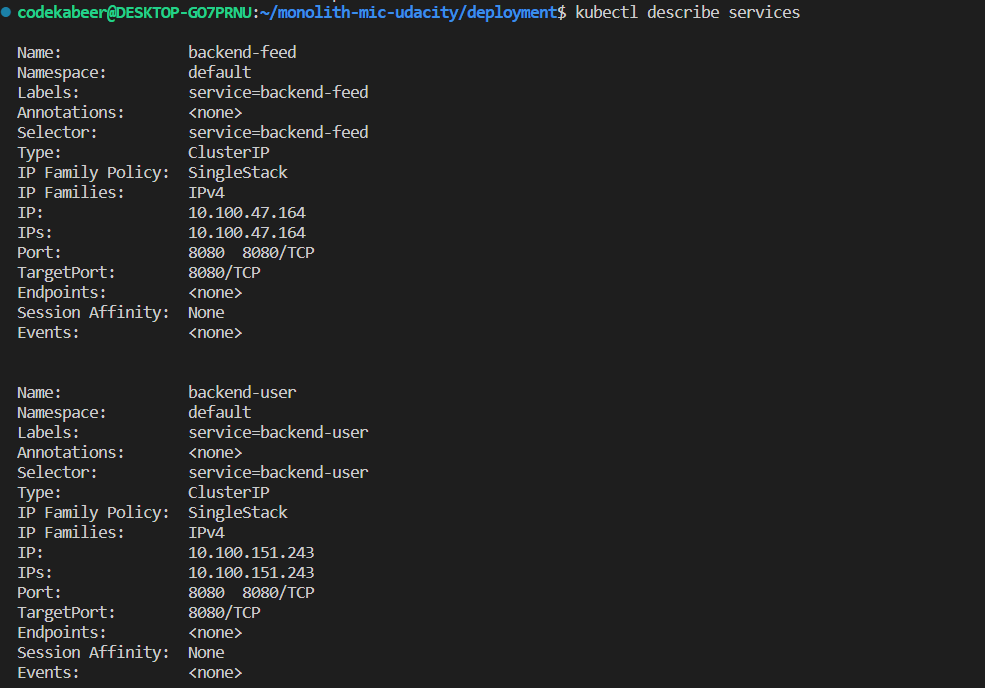 codekabeer@DESKTOP-GO7PRNU:~/monolith-mic-udacity/deployment$ kubectl describe services
Name: backend-feed
Namespace: default
Labels: service=backend-feed
Annotations: <none>
Selector: service=backend-feed
Type: ClusterIP
IP Family Policy: SingleStack
IP Families: IPv4
IP: 10.100.47.164
IPs: 10.100.47.164
Port: 8080 8080/TCP
TargetPort: 8080/TCP
Endpoints: <none>
Session Affinity: None
Events: <none>
Name: backend-user
Namespace: default
Labels: service=backend-user
Annotations: <none>
Selector: service=backend-user
Type: ClusterIP
IP Family Policy: SingleStack
IP Families: IPv4
IP: 10.100.151.243
IPs: 10.100.151.243
Port: 8080 8080/TCP
TargetPort: 8080/TCP
Endpoints: <none>
Session Affinity: None
Events: <none>